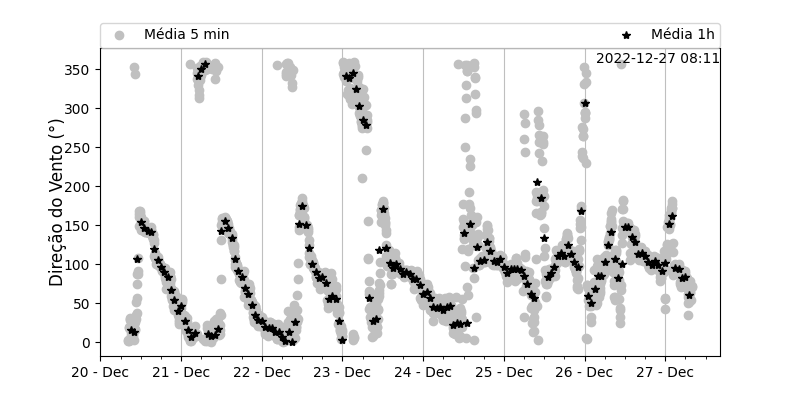 Média 5 min
Média 1h
2022-12-27 08:11
Direção do Vento (°)
350
300
250
200
150
100
50
0
20 - Dec
21 - Dec
22 - Dec
23 - Dec
24 - Dec
25 - Dec
26 - Dec
27 - Dec